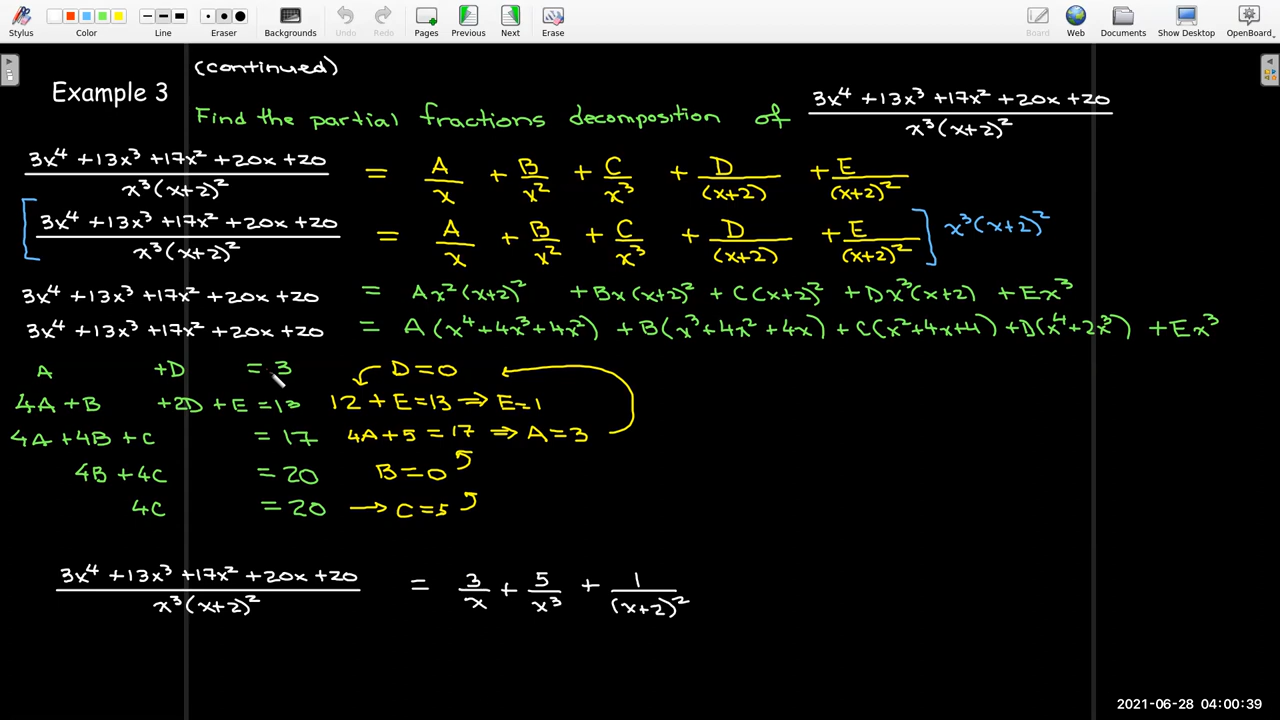 Stylus Color Line Eraser Backgrounds Undo Redo Pages Previous Next Erase Board Web Documents Show Desktop OpenBoard
(continued)
Example 3
Find the partial fractions decomposition of (3x⁴ +13x³ +17x² +20x +20)/(x³(x+2)²)
(3x⁴ +13x³ +17x² +20x +20)/(x³(x+2)²) = A/x + B/x² + C/x³ + D/(x+2) + E/(x+2)²
[(3x⁴ +13x³ +17x² +20x +20)/(x³(x+2)²) = A/x + B/x² + C/x³ + D/(x+2) + E/(x+2)²] x³(x+2)²
3x⁴ +13x³ +17x² +20x +20 = Ax²(x+2)² +Bx(x+2)² + C(x+2)² +Dx³(x+2) +Ex³
3x⁴ +13x³ +17x² +20x +20 = A(x⁴+4x³+4x²) +B(x³+4x²+4x) +C(x²+4x+4) +D(x⁴+2x³) +Ex³
A +D = 3 D=0
4A+B +2D +E =13 12 +E=13 ⇒ E=1
4A+4B+C =17 4A+5=17 ⇒ A=3
4B+4C =20 B=0
4C =20 → C=5
(3x⁴ +13x³ +17x² +20x +20)/(x³(x+2)²) = 3/x + 5/x³ + 1/(x+2)²
2021-06-28 04:00:39